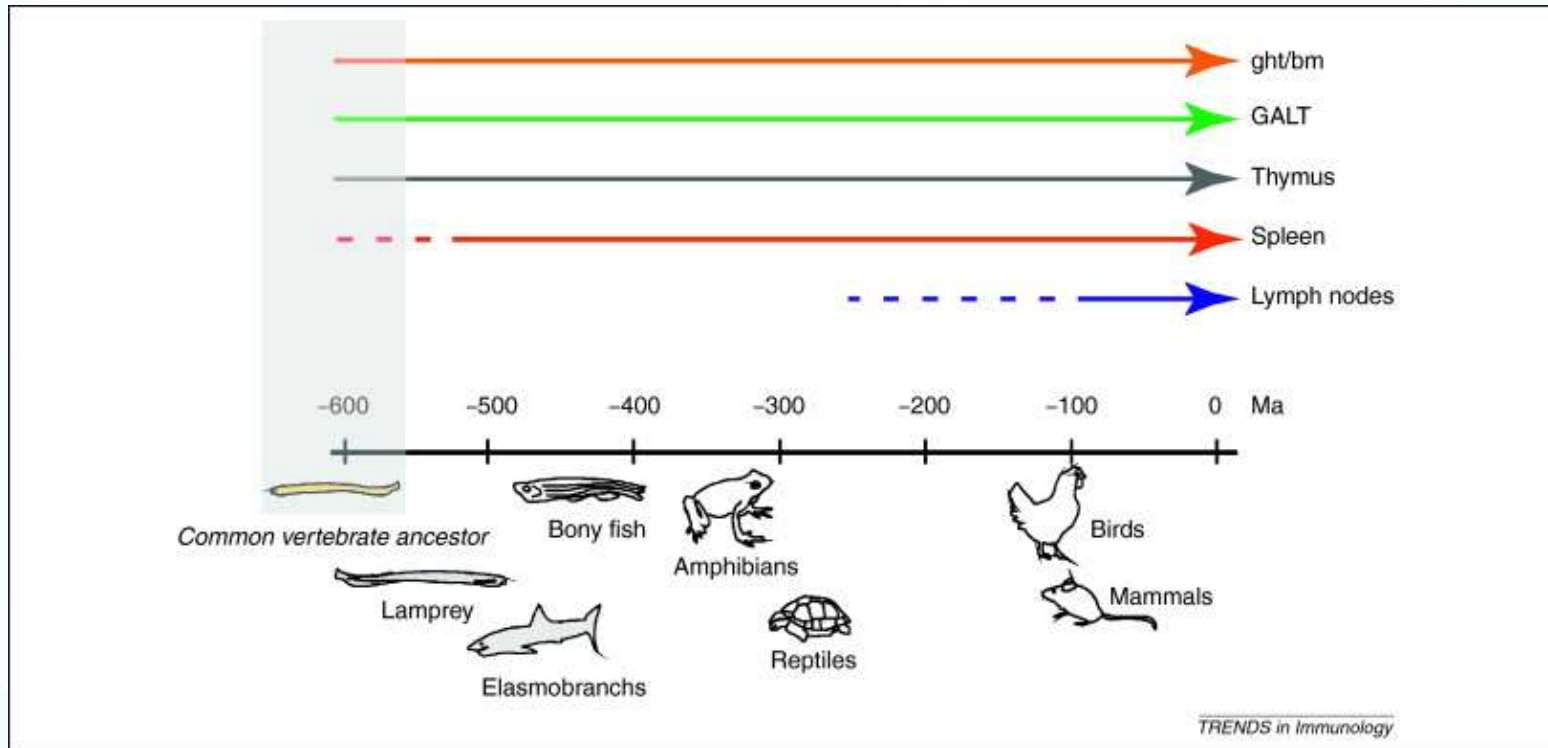 ght/bm
GALT
Thymus
Spleen
Lymph nodes
–600 –500 –400 –300 –200 –100 0 Ma
Common vertebrate ancestor
Bony fish
Birds
Amphibians
Mammals
Lamprey
Reptiles
Elasmobranchs
TRENDS in Immunology